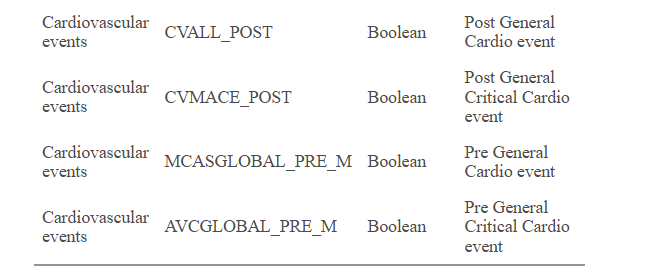 Cardiovascular events CVALL_POST Boolean Post General Cardio event
Cardiovascular events CVMACE_POST Boolean Post General Critical Cardio event
Cardiovascular events MCASGLOBAL_PRE_M Boolean Pre General Cardio event
Cardiovascular events AVCGLOBAL_PRE_M Boolean Pre General Critical Cardio event